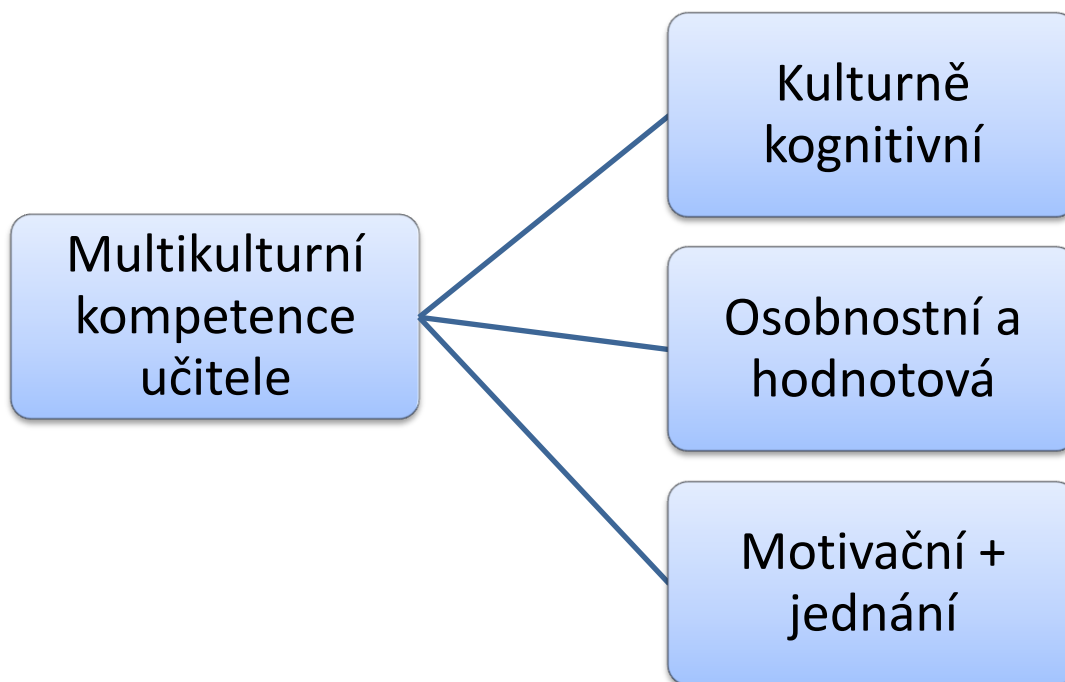 Multikulturní
kompetence
učitele
Kulturně
kognitivní
Osobnostní a
hodnotová
Motivační +
jednání